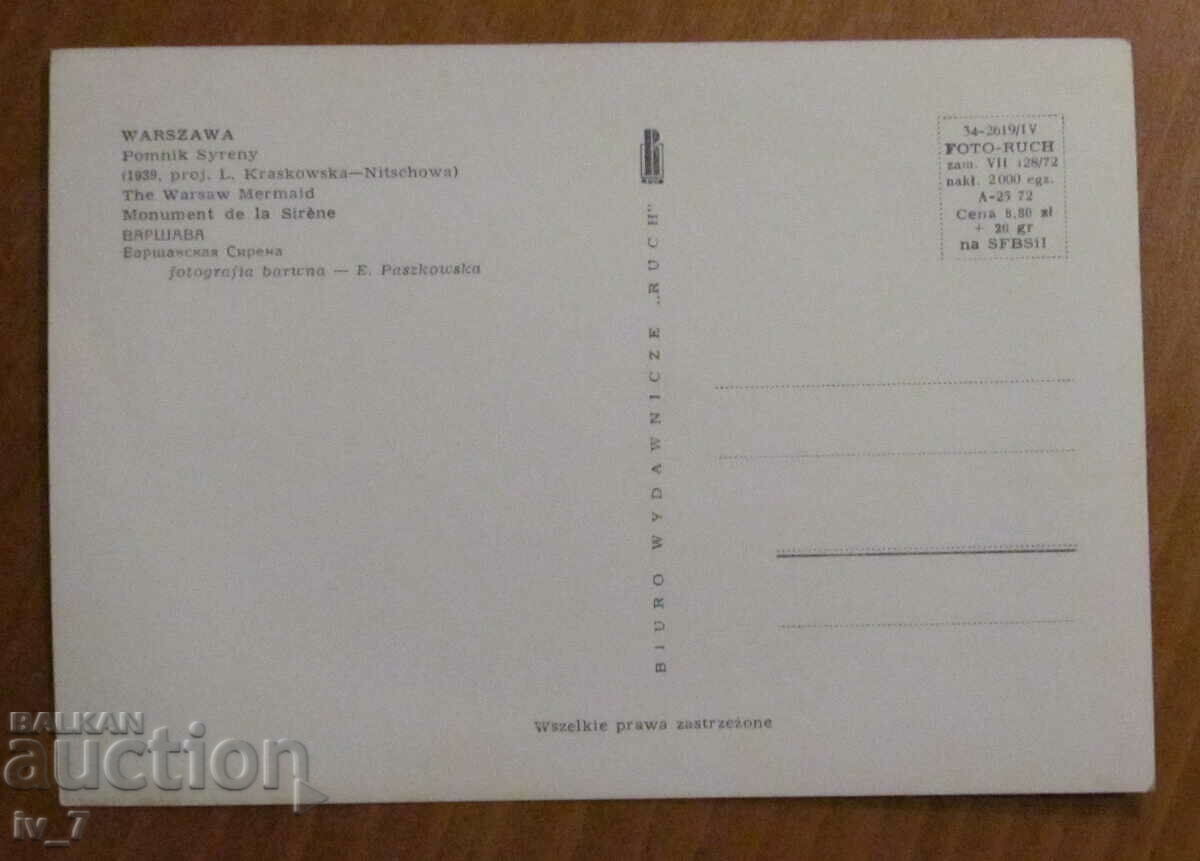 WARSZAWA
Pomnik Syreny
(1939, proj. L. Kraskowska—Nitschowa)
The Warsaw Mermaid
Monument de la Sirène
ВАРШАВА
Варшавская Сирена
fotografia barwna — E. Paszkowska
BIURO WYDAWNICZE „RUCH"
34-2619/IV
FOTO-RUCH
zam. VII 128/72
nakł. 2000 egz.
A-25 72
Cena 8,80 zł
+ 20 gr
na SFBSiI
Wszelkie prawa zastrzeżone
BALKAN
auction
iv_7